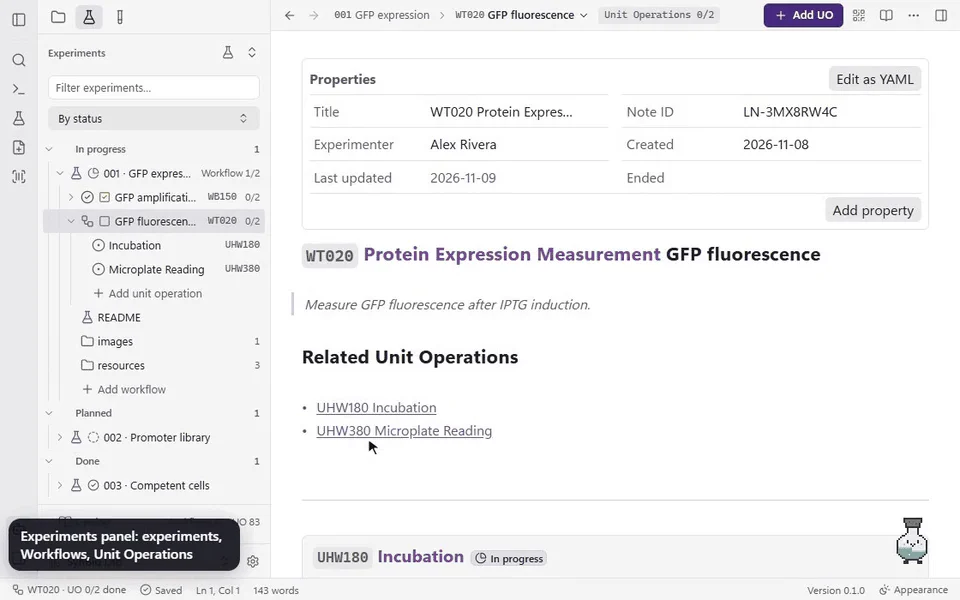 001 GFP expression > WT020 GFP fluorescence Unit Operations 0/2 + Add UO
Experiments
Filter experiments...
By status
In progress 1
001 · GFP expres... Workflow 1/2
GFP amplificati... WB150 0/2
GFP fluorescen... WT020 0/2
Incubation UHW180
Microplate Reading UHW380
+ Add unit operation
README
images 1
resources 3
+ Add workflow
Planned 1
002 · Promoter library
Done 1
003 · Competent cells
UO 83
Experiments panel: experiments,
Workflows, Unit Operations
Properties Edit as YAML
Title WT020 Protein Expres... Note ID LN-3MX8RW4C
Experimenter Alex Rivera Created 2026-11-08
Last updated 2026-11-09 Ended
Add property
WT020 Protein Expression Measurement GFP fluorescence
Measure GFP fluorescence after IPTG induction.
Related Unit Operations
• UHW180 Incubation
• UHW380 Microplate Reading
UHW180 Incubation In progress
WT020 · UO 0/2 done Saved Ln 1, Col 1 143 words Version 0.1.0 Appearance